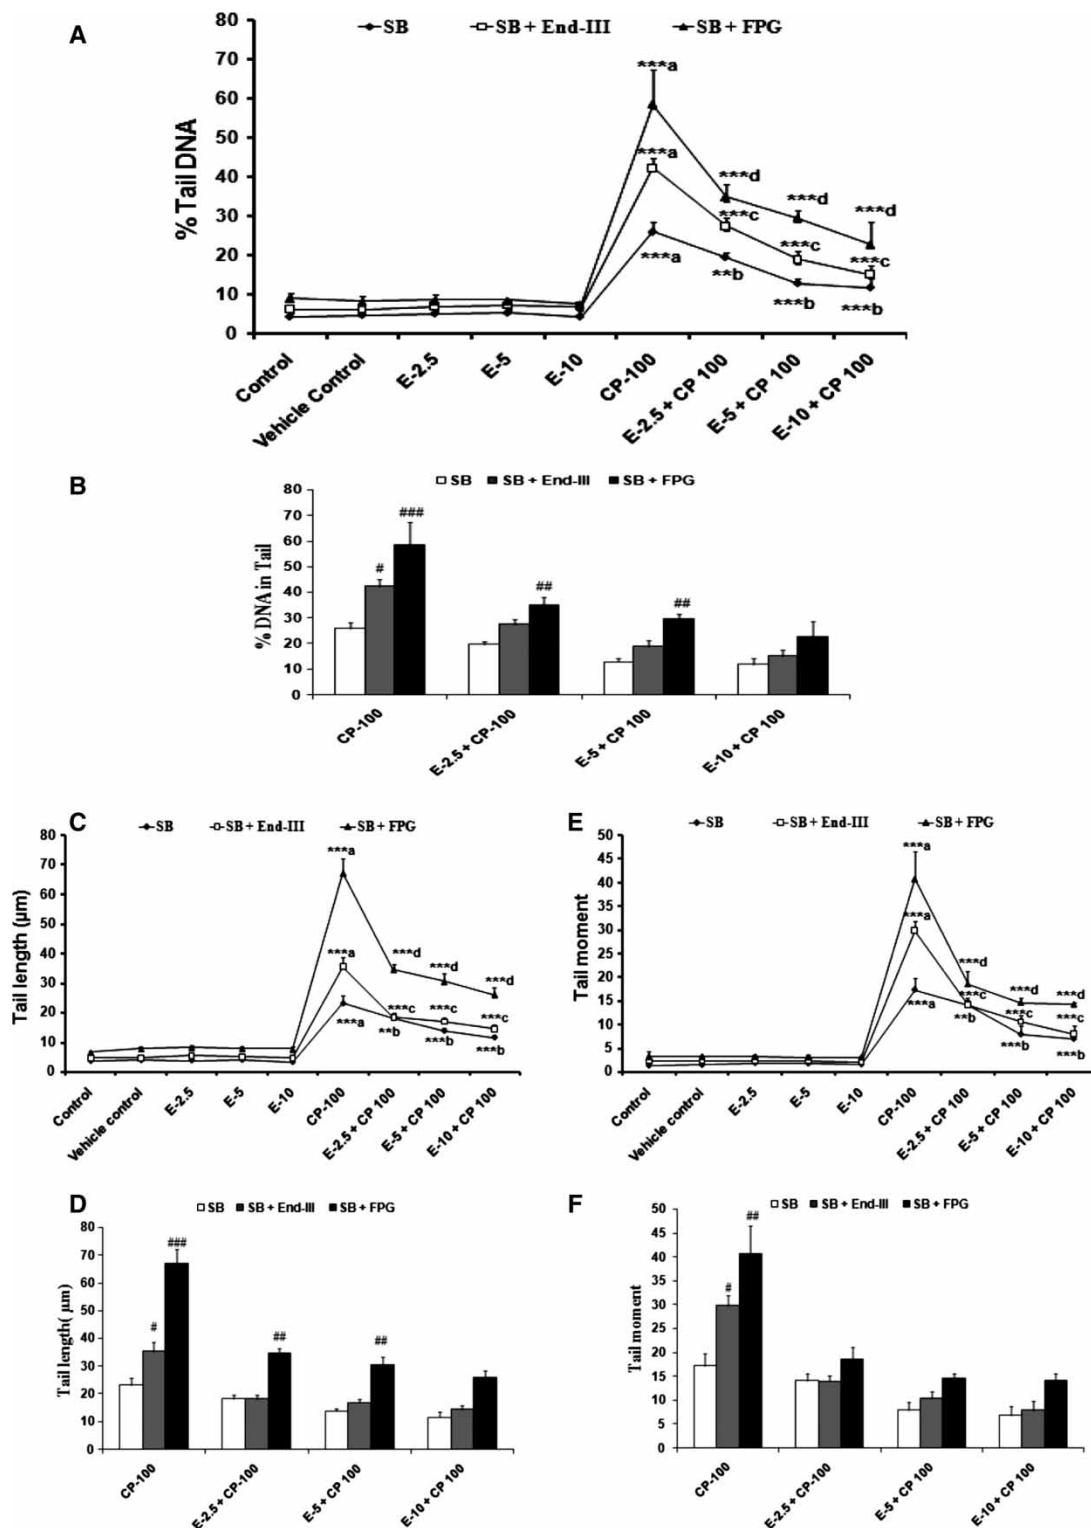 A
SB SB + End-III SB + FPG
% Tail DNA
80
70
60
50
40
30
20
10
0
***a
***a
***a
***d
***c
**b
***d
***c
***b
***d
***c
***b
Control
Vehicle Control
E-2.5
E-5
E-10
CP-100
E-2.5 + CP 100
E-5 + CP 100
E-10 + CP 100
B
SB SB + End-III SB + FPG
% DNA in Tail
80
70
60
50
40
30
20
10
0
#
###
##
##
CP-100
E-2.5 + CP-100
E-5 + CP 100
E-10 + CP 100
C
SB SB + End-III SB + FPG
Tail length (µm)
80
70
60
50
40
30
20
10
0
***a
***a
***a
***d
***c
**b
***d
***c
***b
***d
***c
***b
Control
Vehicle control
E-2.5
E-5
E-10
CP-100
E-2.5 + CP 100
E-5 + CP 100
E-10 + CP 100
E
SB SB + End-III SB + FPG
Tail moment
50
45
40
35
30
25
20
15
10
5
0
***a
***a
***a
***d
***c
**b
***d
***c
***b
***d
***c
***b
Control
Vehicle control
E-2.5
E-5
E-10
CP-100
E-2.5 + CP 100
E-5 + CP 100
E-10 + CP 100
D
SB SB + End-III SB + FPG
Tail length( µm)
80
70
60
50
40
30
20
10
0
#
###
##
##
CP-100
E-2.5 + CP-100
E-5 + CP 100
E-10 + CP 100
F
SB SB + End-III SB + FPG
Tail moment
50
45
40
35
30
25
20
15
10
5
0
#
##
CP-100
E-2.5 + CP-100
E-5 + CP 100
E-10 + CP 100